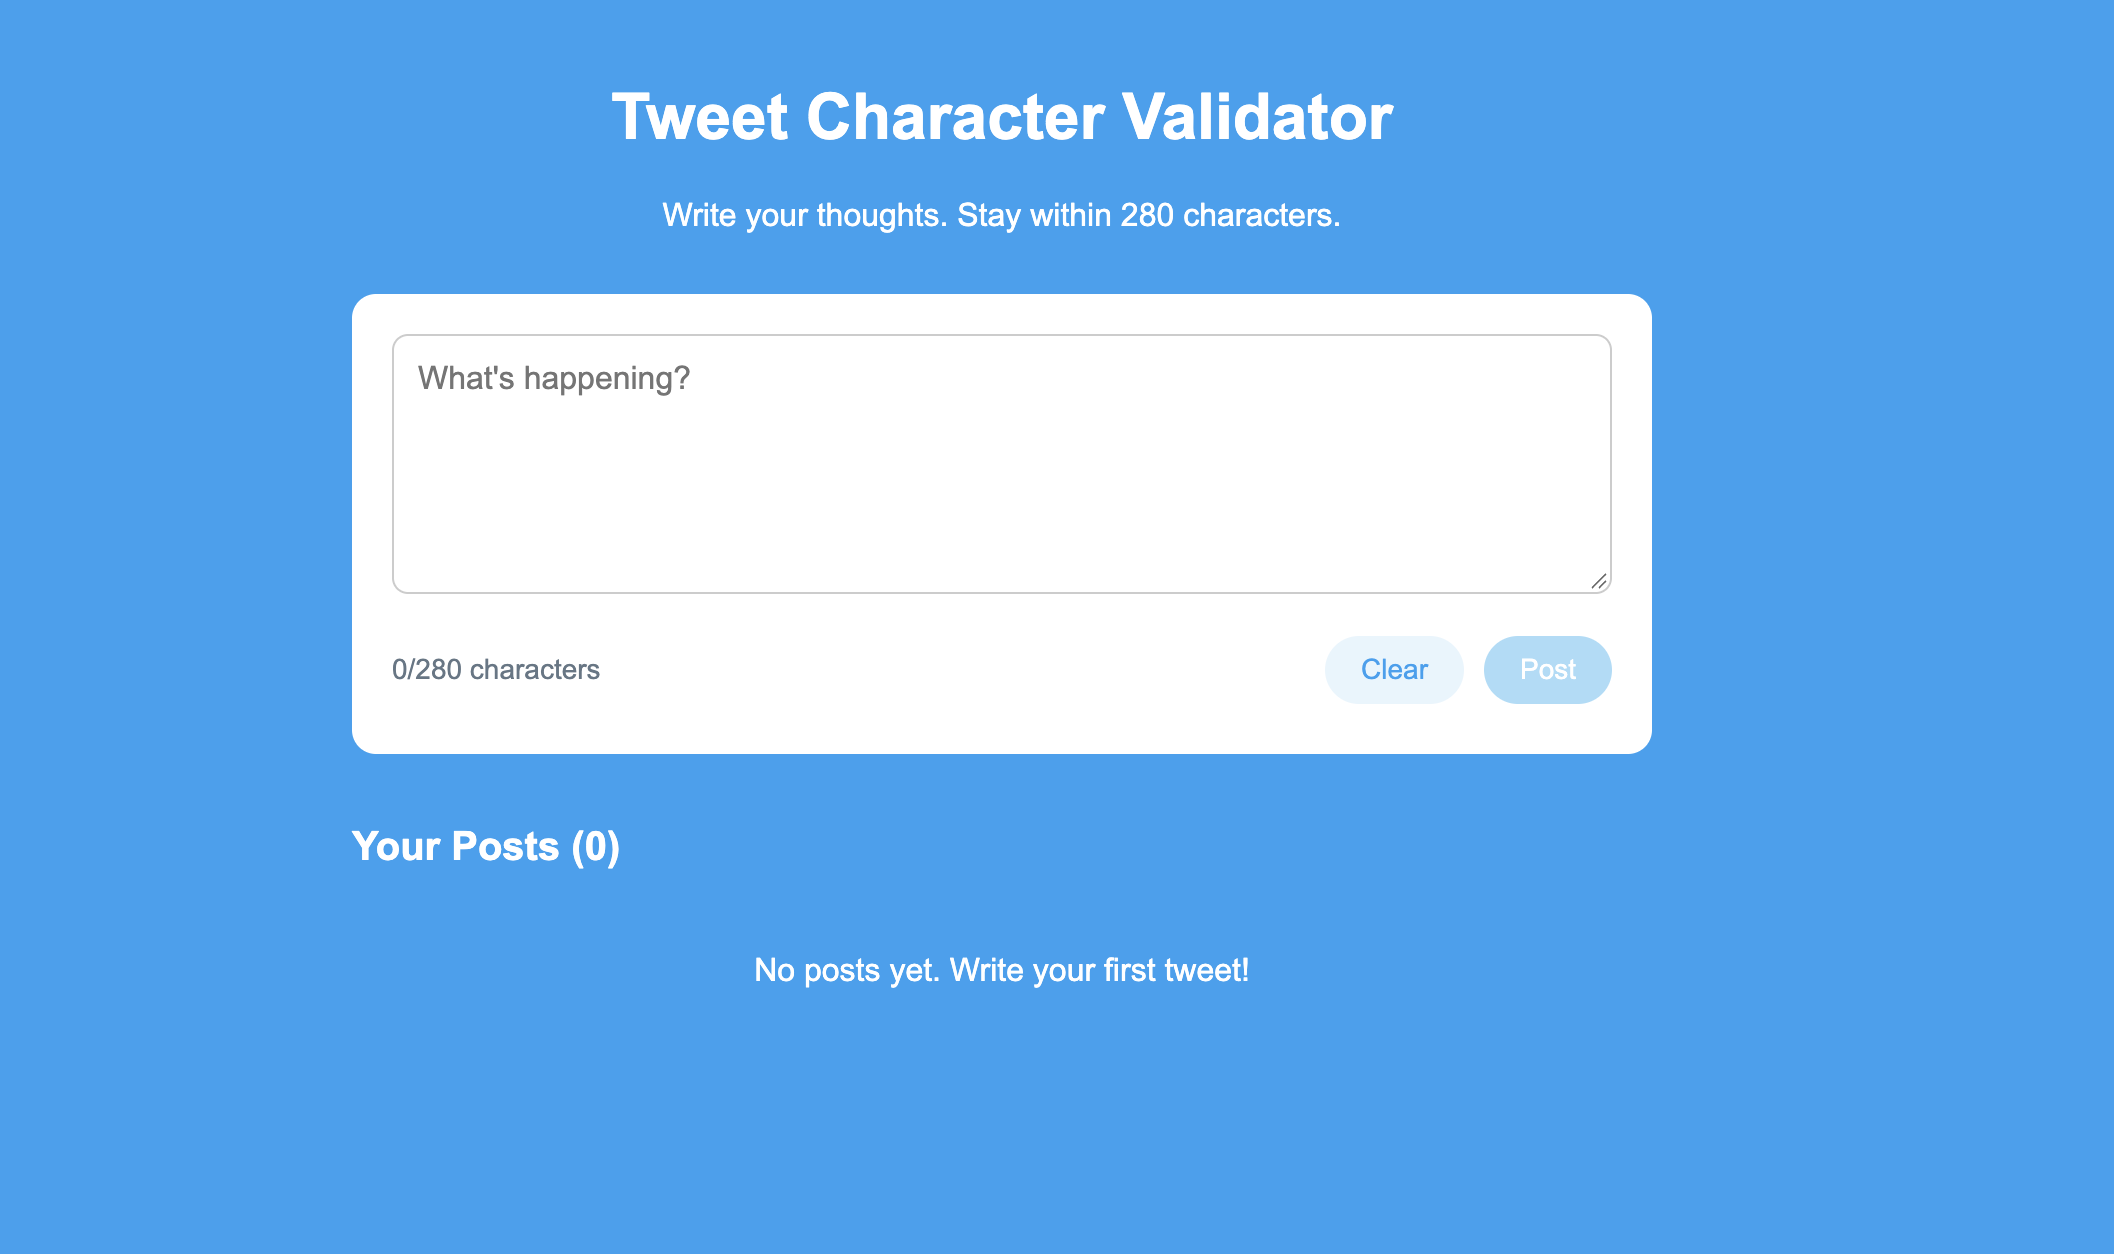 Tweet Character Validator
Write your thoughts. Stay within 280 characters.
What's happening?
0/280 characters
Clear
Post
Your Posts (0)
No posts yet. Write your first tweet!